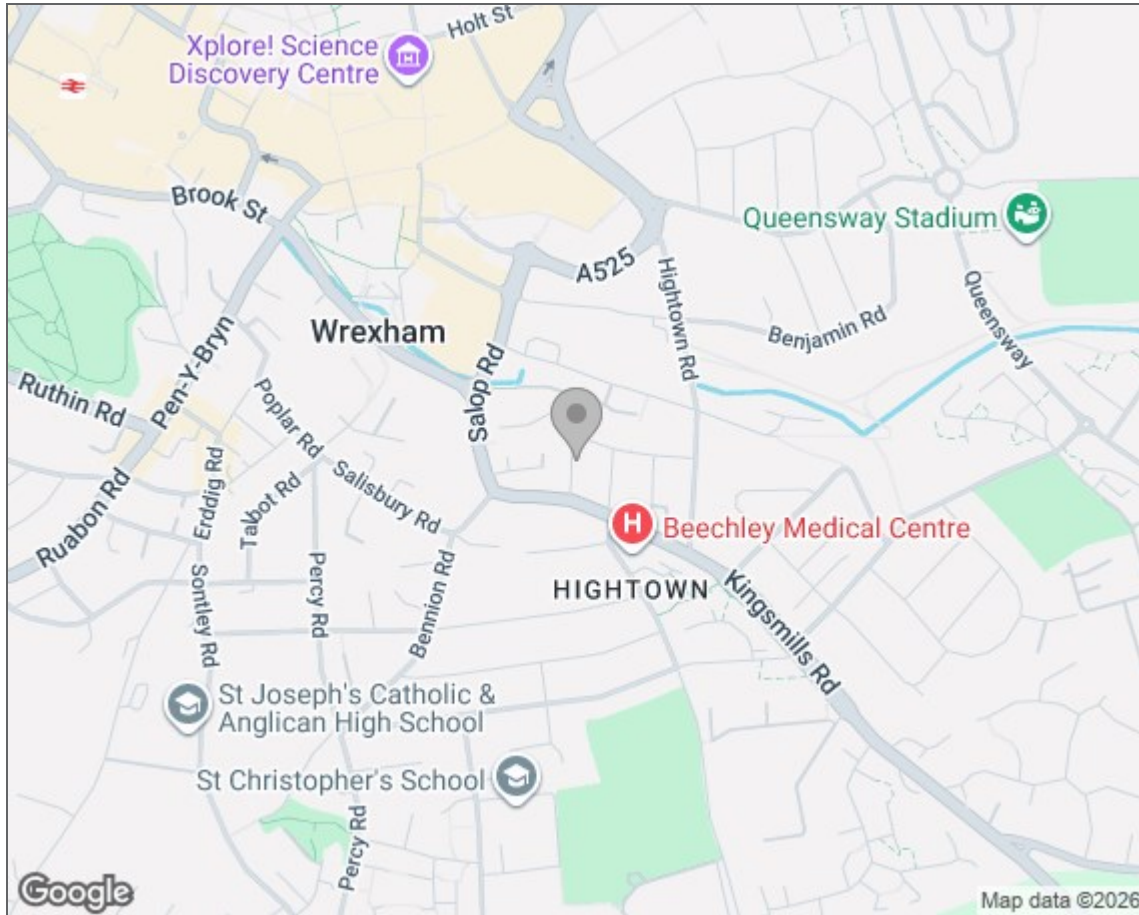 Holt St
Xplore! Science
Discovery Centre
Brook St
Queensway Stadium
A525
Hightown Rd
Queensway
Benjamin Rd
Wrexham
Pen-Y-Bryn
Salop Rd
Ruthin Rd
Poplar Rd
Salisbury Rd
Erddig Rd
Talbot Rd
Ruabon Rd
H
Beechley Medical Centre
HIGHTOWN
Percy Rd
Bennion Rd
Sontley Rd
Kingsmills Rd
St Joseph's Catholic &
Anglican High School
St Christopher's School
Percy Rd
Google
Map data ©2026